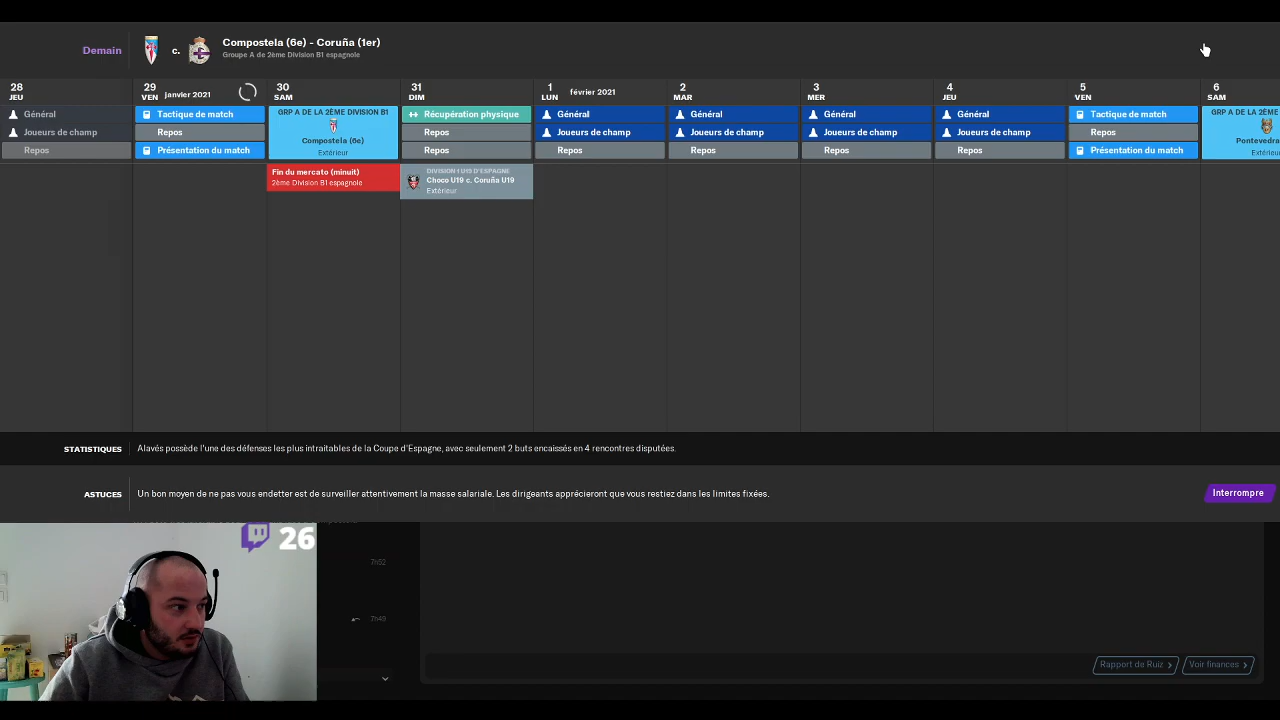 Demain
c.
Compostela (6e) - Coruña (1er)
Groupe A de 2ème Division B1 espagnole
28
JEU
29
VEN janvier 2021
30
SAM
31
DIM
1
LUN février 2021
2
MAR
3
MER
4
JEU
5
VEN
6
SAM
Général
Joueurs de champ
Repos
Tactique de match
Repos
Présentation du match
GRP A DE LA 2ÈME DIVISION B1
Compostela (6e)
Extérieur
Fin du mercato (minuit)
2ème Division B1 espagnole
Récupération physique
Repos
Repos
DIVISION 1 U19 D'ESPAGNE
Choco U19 c. Coruña U19
Extérieur
Général
Joueurs de champ
Repos
Général
Joueurs de champ
Repos
Général
Joueurs de champ
Repos
Général
Joueurs de champ
Repos
Tactique de match
Repos
Présentation du match
GRP A DE LA 2ÈME
Pontevedra
Extérieur
STATISTIQUES
Alavés possède l'une des défenses les plus intraitables de la Coupe d'Espagne, avec seulement 2 buts encaissés en 4 rencontres disputées.
ASTUCES
Un bon moyen de ne pas vous endetter est de surveiller attentivement la masse salariale. Les dirigeants apprécieront que vous restiez dans les limites fixées.
Interrompre
26
7h52
7h49
Rapport de Ruiz
Voir finances